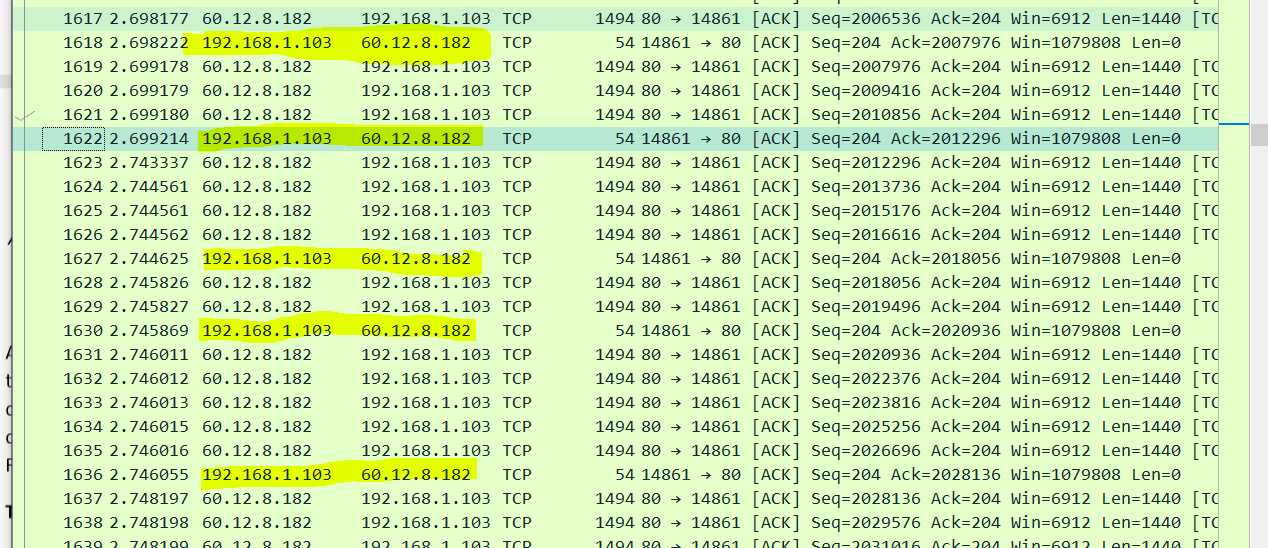 1617 2.698177 60.12.8.182 192.168.1.103 TCP 1494 80 → 14861 [ACK] Seq=2006536 Ack=204 Win=6912 Len=1440 [TC
1618 2.698222 192.168.1.103 60.12.8.182 TCP 54 14861 → 80 [ACK] Seq=204 Ack=2007976 Win=1079808 Len=0
1619 2.699178 60.12.8.182 192.168.1.103 TCP 1494 80 → 14861 [ACK] Seq=2007976 Ack=204 Win=6912 Len=1440 [TC
1620 2.699179 60.12.8.182 192.168.1.103 TCP 1494 80 → 14861 [ACK] Seq=2009416 Ack=204 Win=6912 Len=1440 [TC
1621 2.699180 60.12.8.182 192.168.1.103 TCP 1494 80 → 14861 [ACK] Seq=2010856 Ack=204 Win=6912 Len=1440 [TC
1622 2.699214 192.168.1.103 60.12.8.182 TCP 54 14861 → 80 [ACK] Seq=204 Ack=2012296 Win=1079808 Len=0
1623 2.743337 60.12.8.182 192.168.1.103 TCP 1494 80 → 14861 [ACK] Seq=2012296 Ack=204 Win=6912 Len=1440 [TC
1624 2.744561 60.12.8.182 192.168.1.103 TCP 1494 80 → 14861 [ACK] Seq=2013736 Ack=204 Win=6912 Len=1440 [TC
1625 2.744561 60.12.8.182 192.168.1.103 TCP 1494 80 → 14861 [ACK] Seq=2015176 Ack=204 Win=6912 Len=1440 [TC
1626 2.744562 60.12.8.182 192.168.1.103 TCP 1494 80 → 14861 [ACK] Seq=2016616 Ack=204 Win=6912 Len=1440 [TC
1627 2.744625 192.168.1.103 60.12.8.182 TCP 54 14861 → 80 [ACK] Seq=204 Ack=2018056 Win=1079808 Len=0
1628 2.745826 60.12.8.182 192.168.1.103 TCP 1494 80 → 14861 [ACK] Seq=2018056 Ack=204 Win=6912 Len=1440 [TC
1629 2.745827 60.12.8.182 192.168.1.103 TCP 1494 80 → 14861 [ACK] Seq=2019496 Ack=204 Win=6912 Len=1440 [TC
1630 2.745869 192.168.1.103 60.12.8.182 TCP 54 14861 → 80 [ACK] Seq=204 Ack=2020936 Win=1079808 Len=0
1631 2.746011 60.12.8.182 192.168.1.103 TCP 1494 80 → 14861 [ACK] Seq=2020936 Ack=204 Win=6912 Len=1440 [TC
1632 2.746012 60.12.8.182 192.168.1.103 TCP 1494 80 → 14861 [ACK] Seq=2022376 Ack=204 Win=6912 Len=1440 [TC
1633 2.746013 60.12.8.182 192.168.1.103 TCP 1494 80 → 14861 [ACK] Seq=2023816 Ack=204 Win=6912 Len=1440 [TC
1634 2.746015 60.12.8.182 192.168.1.103 TCP 1494 80 → 14861 [ACK] Seq=2025256 Ack=204 Win=6912 Len=1440 [TC
1635 2.746016 60.12.8.182 192.168.1.103 TCP 1494 80 → 14861 [ACK] Seq=2026696 Ack=204 Win=6912 Len=1440 [TC
1636 2.746055 192.168.1.103 60.12.8.182 TCP 54 14861 → 80 [ACK] Seq=204 Ack=2028136 Win=1079808 Len=0
1637 2.748197 60.12.8.182 192.168.1.103 TCP 1494 80 → 14861 [ACK] Seq=2028136 Ack=204 Win=6912 Len=1440 [TC
1638 2.748198 60.12.8.182 192.168.1.103 TCP 1494 80 → 14861 [ACK] Seq=2029576 Ack=204 Win=6912 Len=1440 [TC
1639 2.748199 60.12.8.182 192.168.1.103 TCP 1494 80 → 14861 [ACK] Seq=2031016 Ack=204 Win=6912 Len=1440 [TC